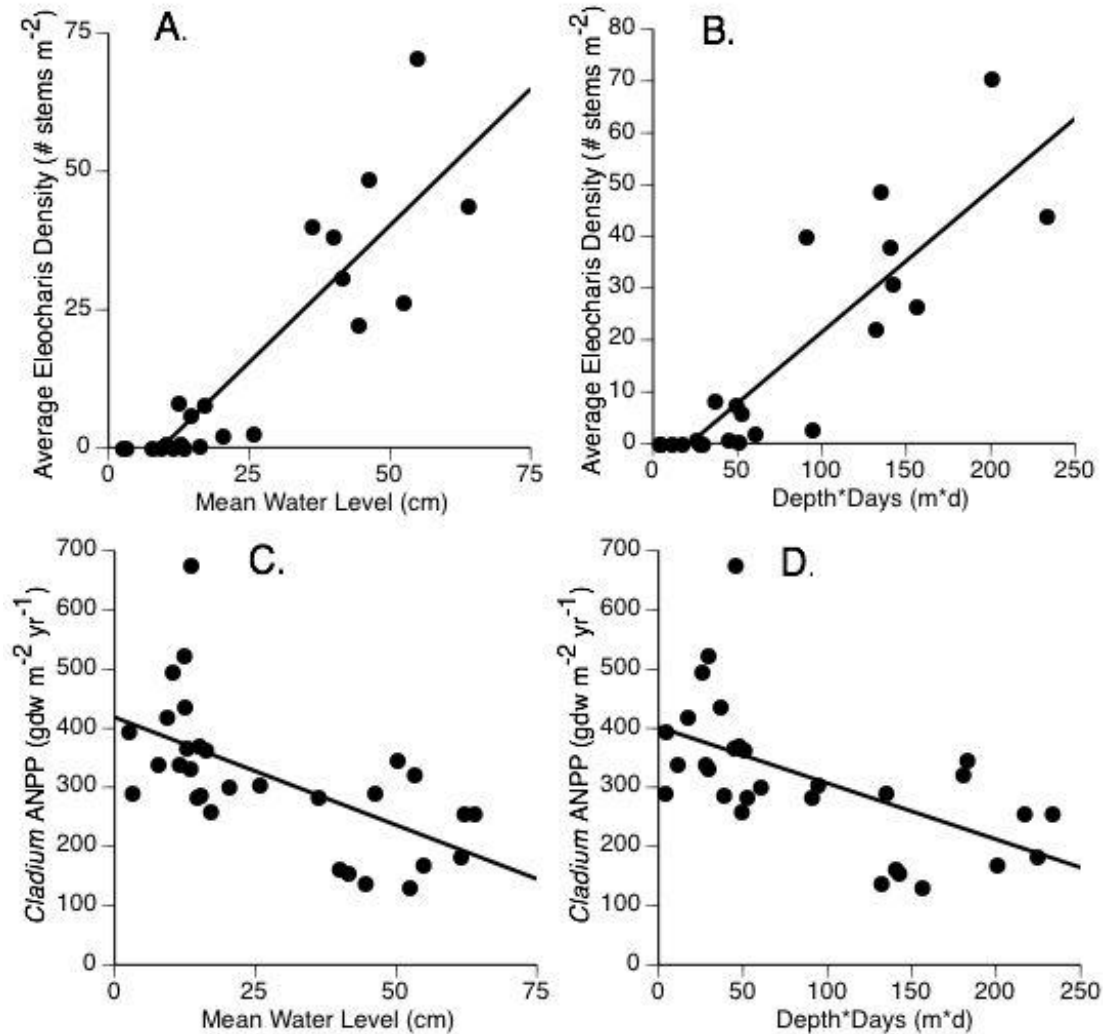 A.
Average Eleocharis Density (# stems m-2)
75
50
25
0
0 25 50 75
Mean Water Level (cm)
B.
Average Eleocharis Density (# stems m-2)
80
70
60
50
40
30
20
10
0
0 50 100 150 200 250
Depth*Days (m*d)
C.
Cladium ANPP (gdw m-2 yr-1)
700
600
500
400
300
200
100
0
0 25 50 75
Mean Water Level (cm)
D.
Cladium ANPP (gdw m-2 yr-1)
700
600
500
400
300
200
100
0
0 50 100 150 200 250
Depth*Days (m*d)